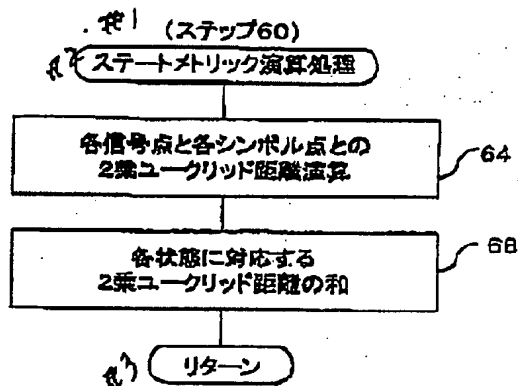 #1 (ステップ60)
#2 ステートメトリック演算処理
各信号点と各シンボル点との
2乗ユークリッド距離演算
64
各状態に対応する
2乗ユークリッド距離の和
68
#3 リターン